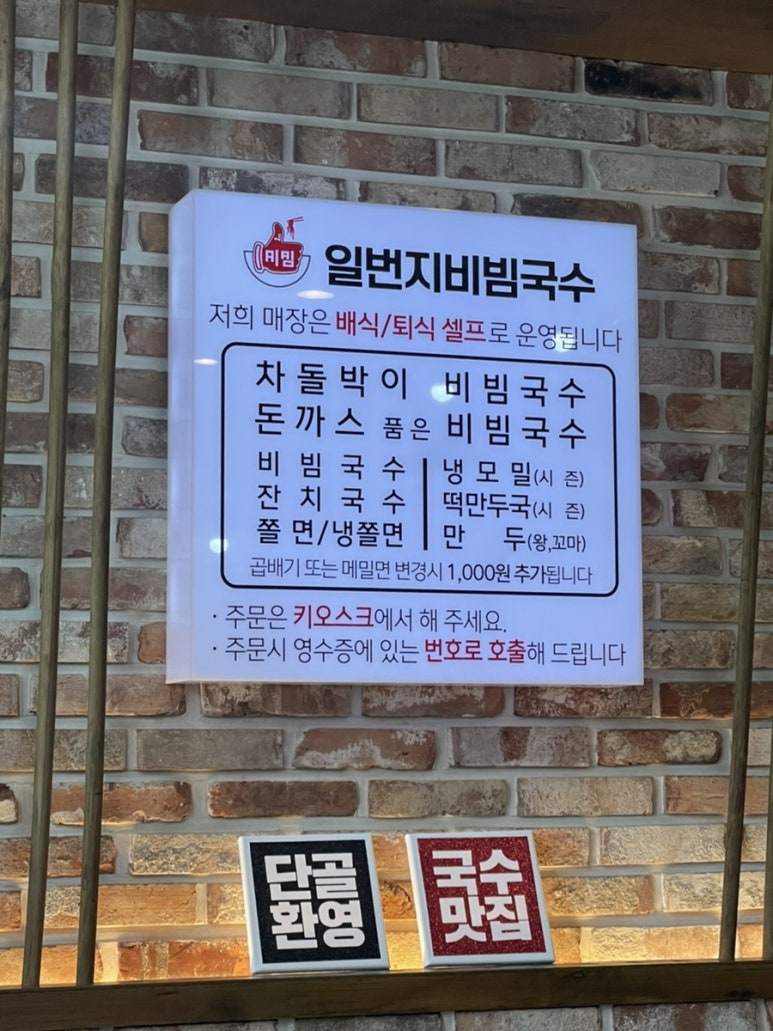 비빔
일번지비빔국수
저희 매장은 배식/퇴식 셀프로 운영됩니다
차돌박이 비빔국수
돈까스 품은 비빔국수
비빔국수
잔치국수
쫄면/냉쫄면
냉모밀(시즌)
떡만두국(시즌)
만두(왕,꼬마)
곱배기 또는 메밀면 변경시 1,000원 추가됩니다
· 주문은 키오스크에서 해 주세요.
· 주문시 영수증에 있는 번호로 호출해 드립니다
단골
환영
국수
맛집